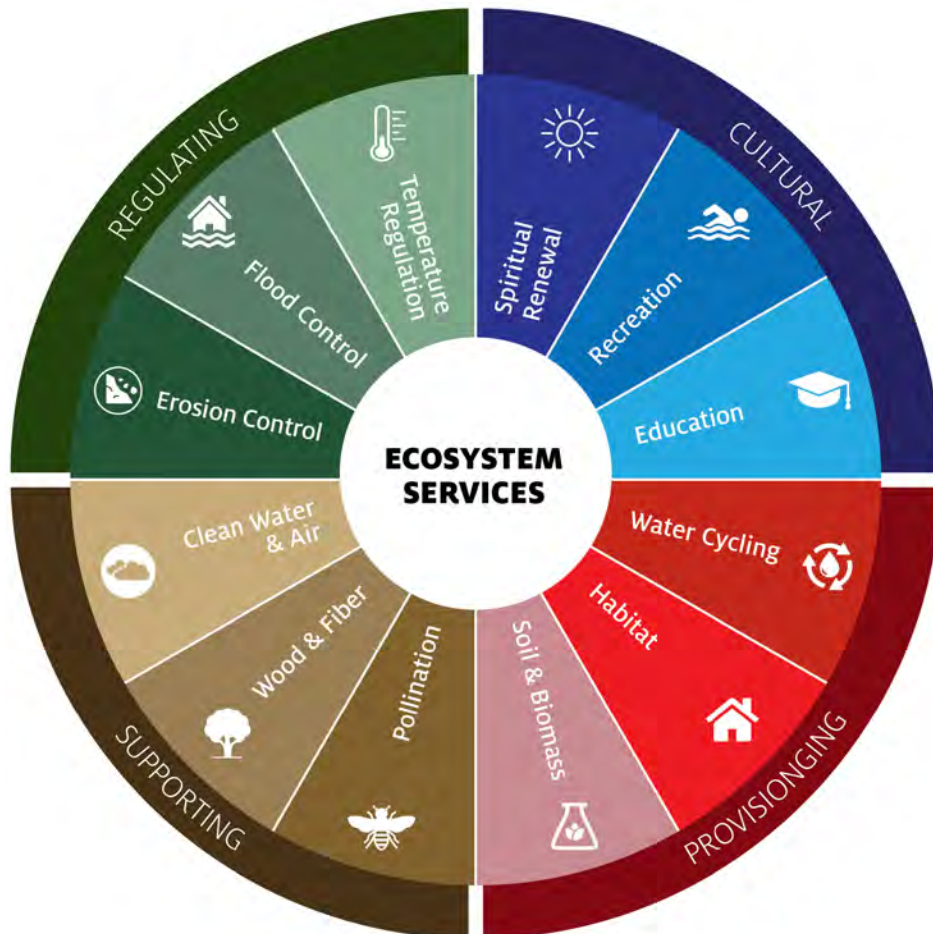 REGULATING
CULTURAL
Temperature
Regulation
Spiritual
Renewal
Flood Control
Recreation
Erosion Control
Education
ECOSYSTEM
SERVICES
Clean Water
& Air
Water Cycling
Wood & Fiber
Habitat
Pollination
Soil & Biomass
SUPPORTING
PROVISIONGING